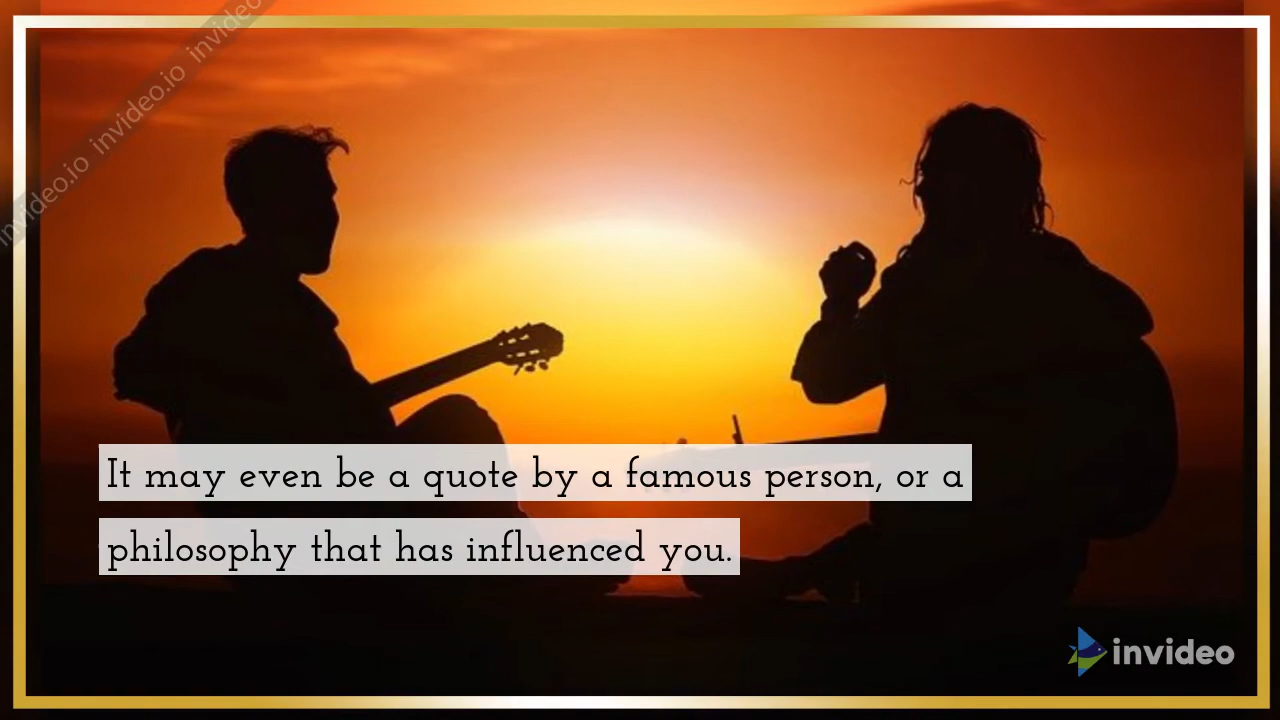 invideo.io invideo.io invideo
It may even be a quote by a famous person, or a
philosophy that has influenced you.
invideo